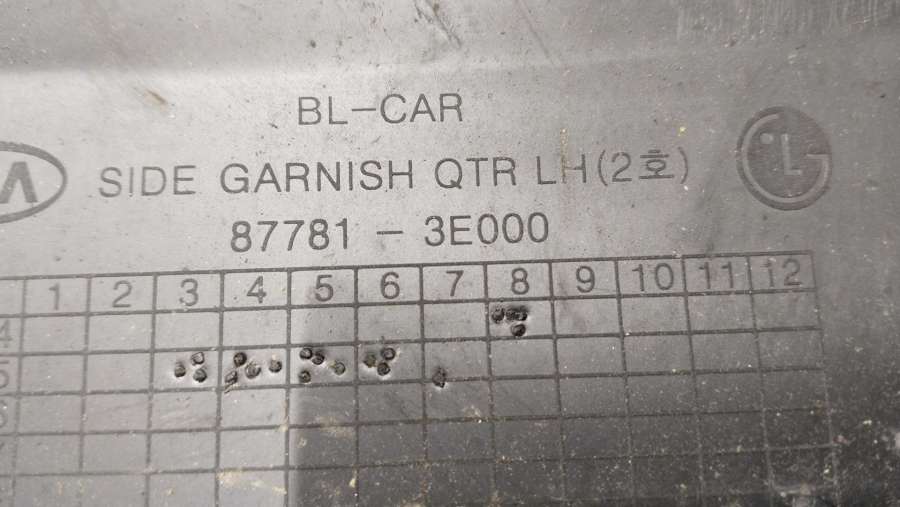 BL-CAR
SIDE GARNISH QTR LH(2호)
87781 - 3E000
1 2 3 4 5 6 7 8 9 10 11 12